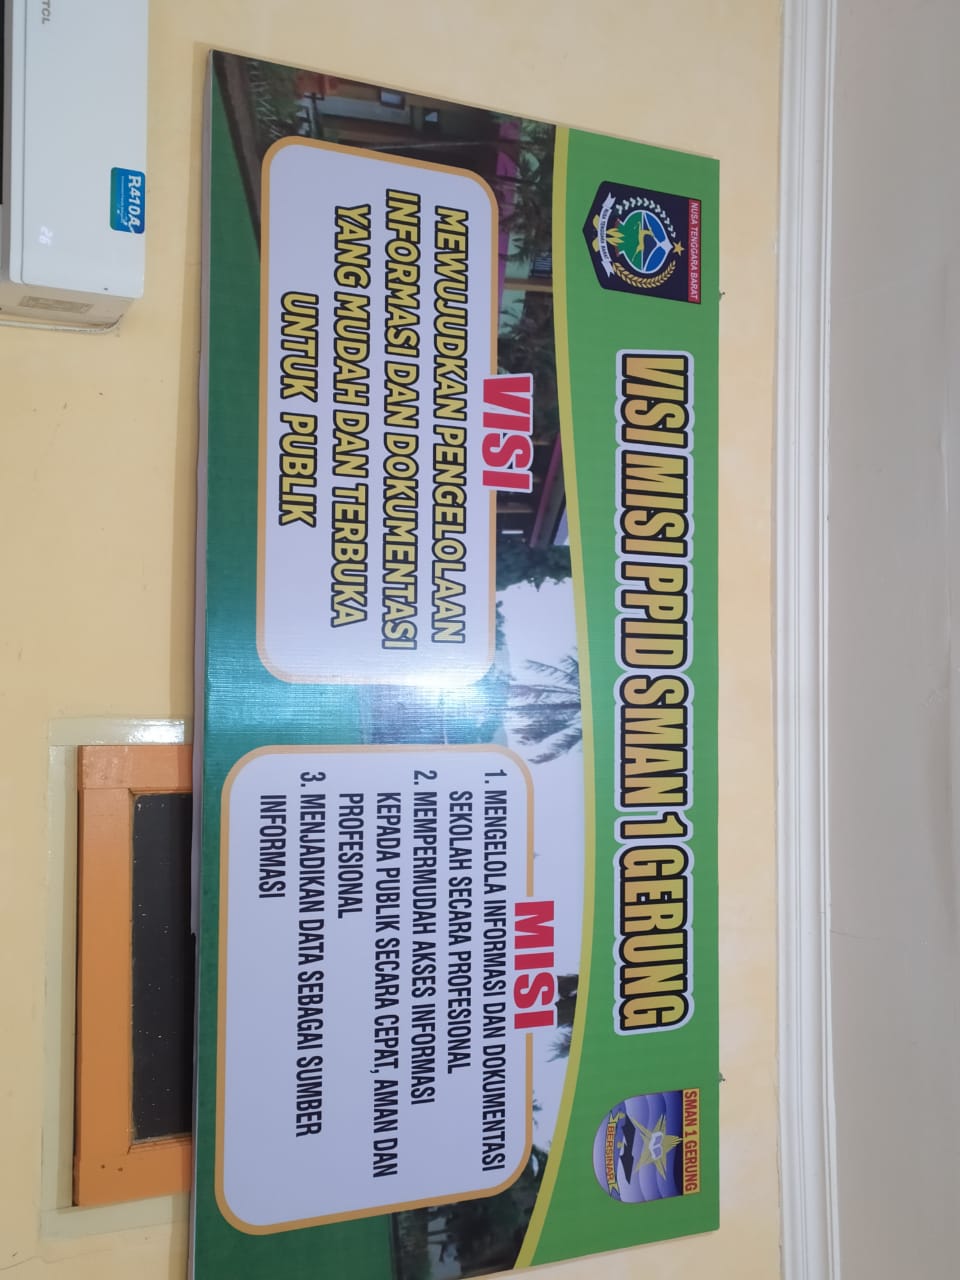 NUSA TENGGARA BARAT
VISI MISI PPID SMAN 1 GERUNG
SMAN 1 GERUNG
BERSINAR
VISI
MEWUJUDKAN PENGELOLAAN
INFORMASI DAN DOKUMENTASI
YANG MUDAH DAN TERBUKA
UNTUK PUBLIK
MISI
1. MENGELOLA INFORMASI DAN DOKUMENTASI
SEKOLAH SECARA PROFESIONAL
2. MEMPERMUDAH AKSES INFORMASI
KEPADA PUBLIK SECARA CEPAT, AMAN DAN
PROFESIONAL
3. MENJADIKAN DATA SEBAGAI SUMBER
INFORMASI
TCL
R410A